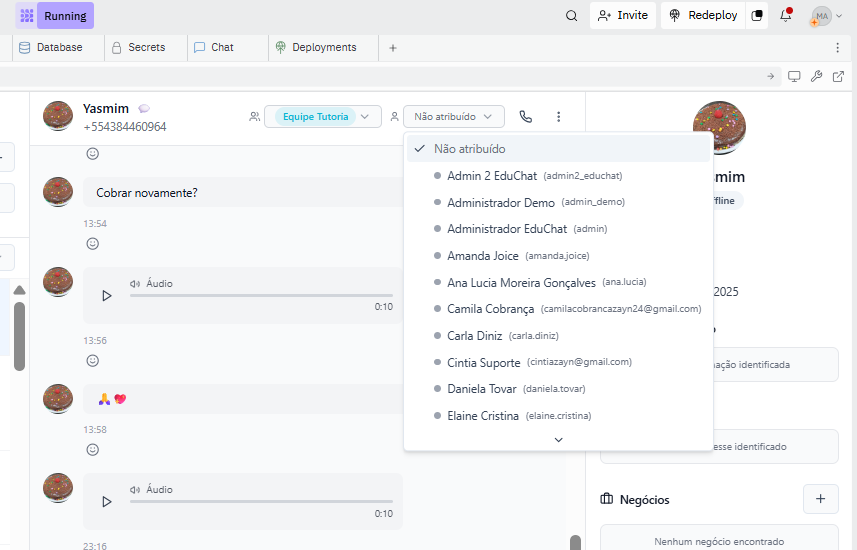 Running
Invite
Redeploy
MA
Database
Secrets
Chat
Deployments
Yasmim
+554384460964
Equipe Tutoria
Não atribuído
Não atribuído
Admin 2 EduChat (admin2_educhat)
Administrador Demo (admin_demo)
Administrador EduChat (admin)
Amanda Joice (amanda.joice)
Ana Lucia Moreira Gonçalves (ana.lucia)
Camila Cobrança (camilacobrancazayn24@gmail.com)
Carla Diniz (carla.diniz)
Cintia Suporte (cintiazayn@gmail.com)
Daniela Tovar (daniela.tovar)
Elaine Cristina (elaine.cristina)
Cobrar novamente?
13:54
Áudio
0:10
13:56
13:58
Áudio
0:10
23:16
smim
ffline
2025
ação identificada
esse identificado
Negócios
Nenhum negócio encontrado